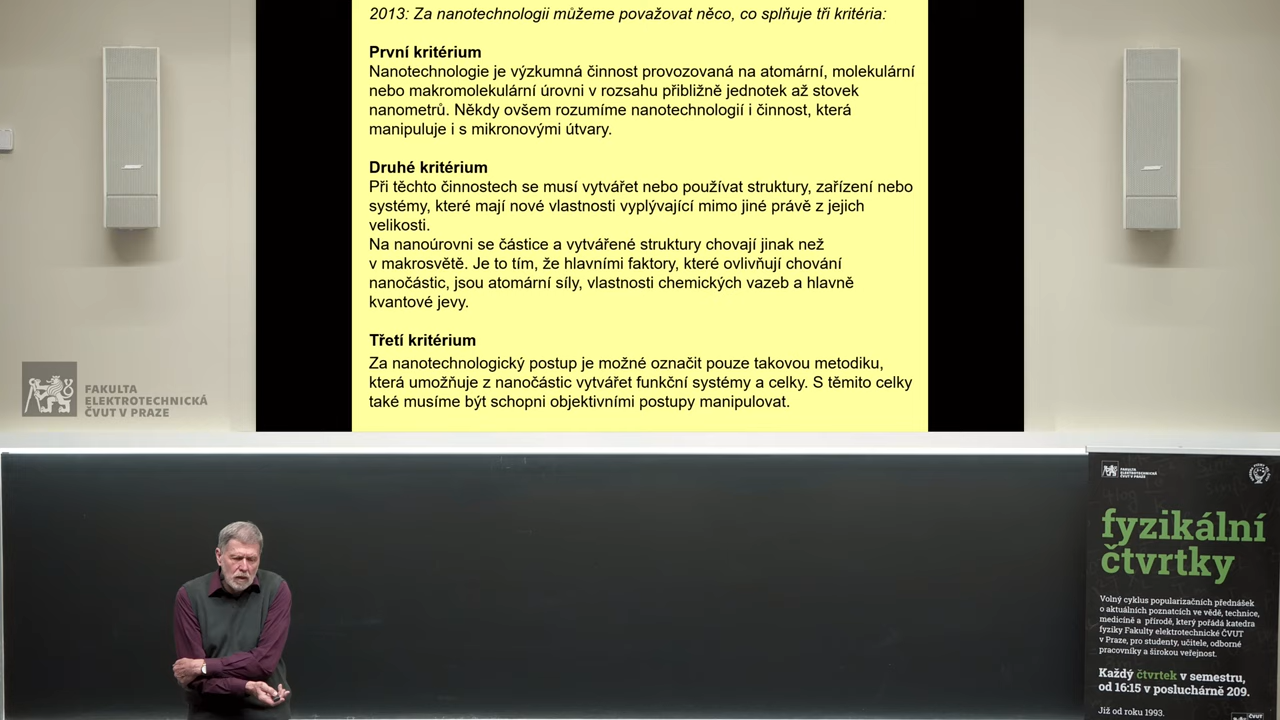 2013: Za nanotechnologii můžeme považovat něco, co splňuje tři kritéria:
První kritérium
Nanotechnologie je výzkumná činnost provozovaná na atomární, molekulární
nebo makromolekulární úrovni v rozsahu přibližně jednotek až stovek
nanometrů. Někdy ovšem rozumíme nanotechnologií i činnost, která
manipuluje i s mikronovými útvary.
Druhé kritérium
Při těchto činnostech se musí vytvářet nebo používat struktury, zařízení nebo
systémy, které mají nové vlastnosti vyplývající mimo jiné právě z jejich
velikosti.
Na nanoúrovni se částice a vytvářené struktury chovají jinak než
v makrosvětě. Je to tím, že hlavními faktory, které ovlivňují chování
nanočástic, jsou atomární síly, vlastnosti chemických vazeb a hlavně
kvantové jevy.
Třetí kritérium
Za nanotechnologický postup je možné označit pouze takovou metodiku,
která umožňuje z nanočástic vytvářet funkční systémy a celky. S těmito celky
také musíme být schopni objektivními postupy manipulovat.
FAKULTA
ELEKTROTECHNICKÁ
ČVUT V PRAZE
FAKULTA
ELEKTROTECHNICKÁ
ČVUT V PRAZE
fyzikální
čtvrtky
Volný cyklus popularizačních přednášek
o aktuálních poznatcích ve vědě, technice,
medicíně a přírodě, který pořádá katedra
fyziky Fakulty elektrotechnické ČVUT
v Praze, pro studenty, učitele, odborné
pracovníky a širokou veřejnost.
Každý čtvrtek v semestru,
od 16:15 v posluchárně 209.
Již od roku 1993.
ČVUT